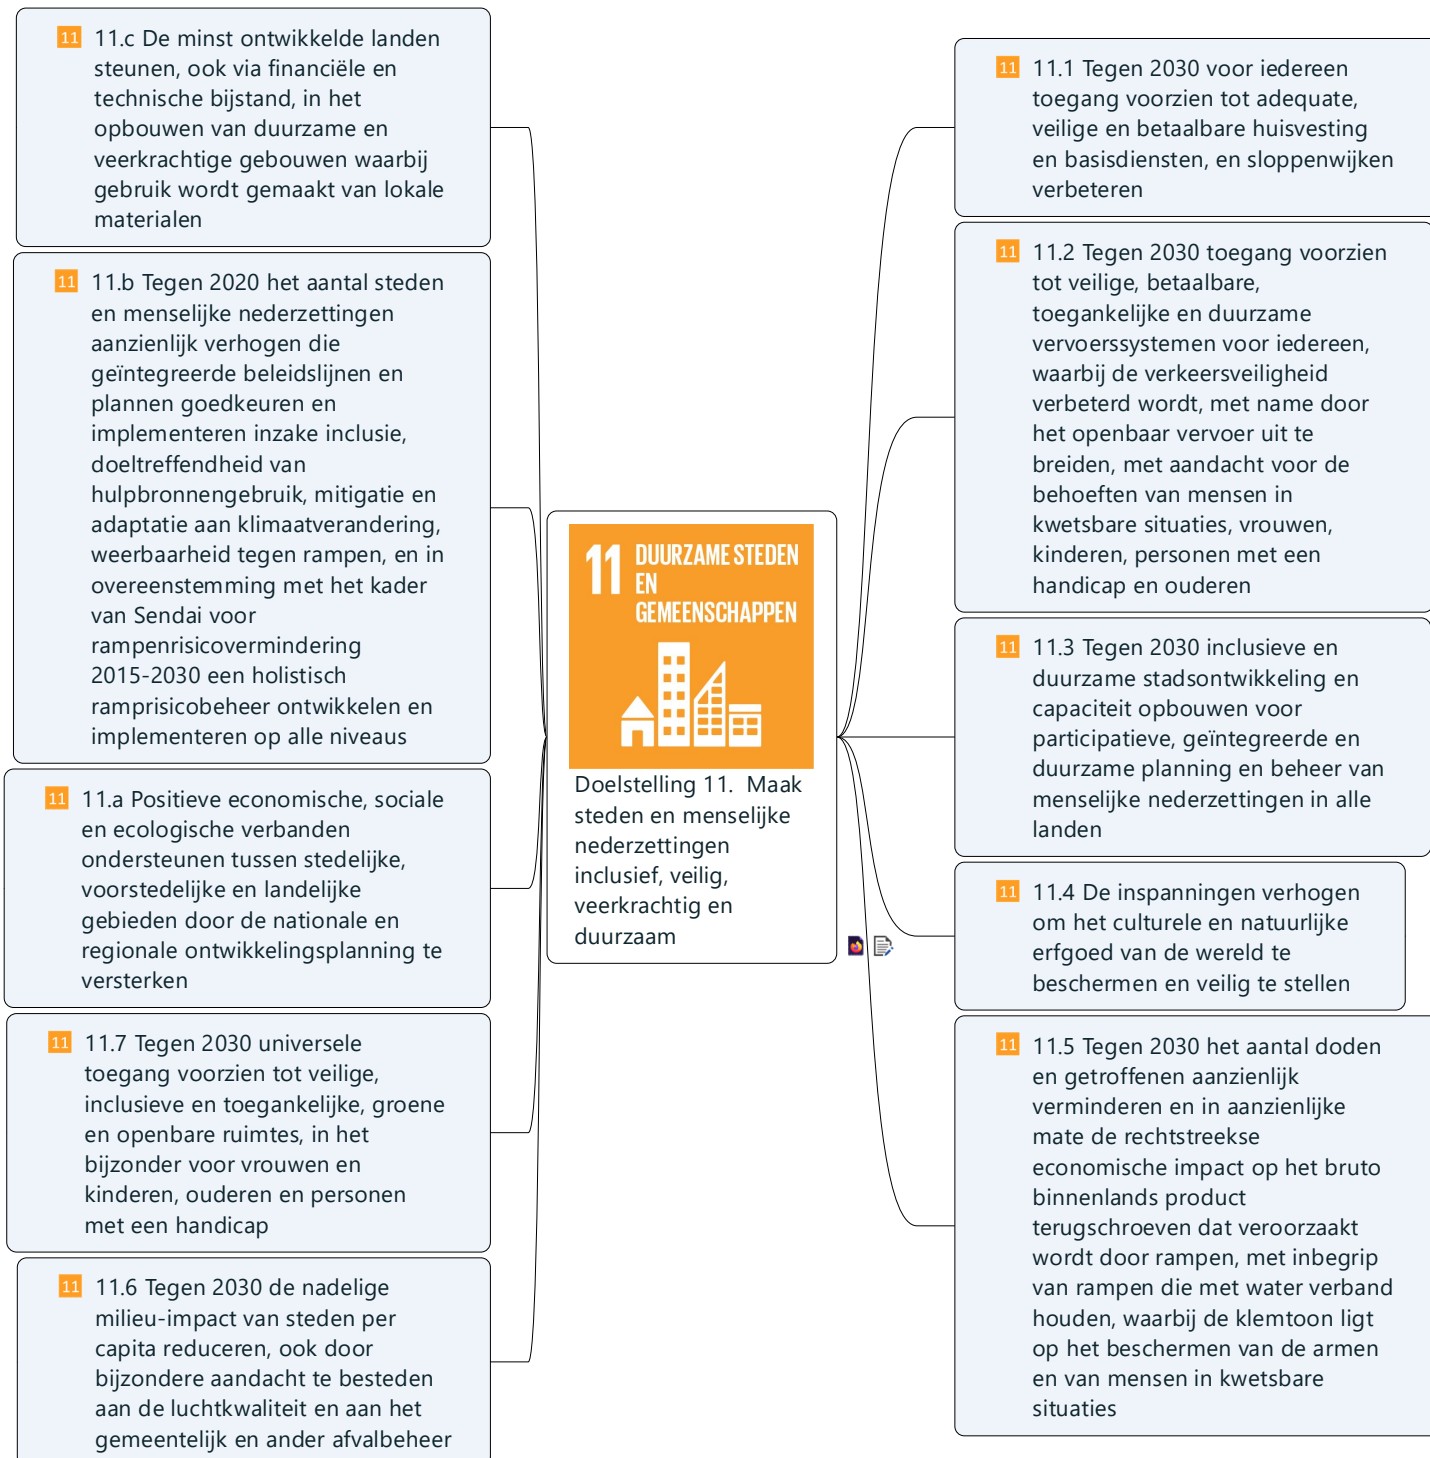 11 11.c De minst ontwikkelde landen
steunen, ook via financiële en
technische bijstand, in het
opbouwen van duurzame en
veerkrachtige gebouwen waarbij
gebruik wordt gemaakt van lokale
materialen
11 11.b Tegen 2020 het aantal steden
en menselijke nederzettingen
aanzienlijk verhogen die
geïntegreerde beleidslijnen en
plannen goedkeuren en
implementeren inzake inclusie,
doeltreffendheid van
hulpbronnengebruik, mitigatie en
adaptatie aan klimaatverandering,
weerbaarheid tegen rampen, en in
overeenstemming met het kader
van Sendai voor
rampenrisicovermindering
2015-2030 een holistisch
ramprisicobeheer ontwikkelen en
implementeren op alle niveaus
11 11.a Positieve economische, sociale
en ecologische verbanden
ondersteunen tussen stedelijke,
voorstedelijke en landelijke
gebieden door de nationale en
regionale ontwikkelingsplanning te
versterken
11 11.7 Tegen 2030 universele
toegang voorzien tot veilige,
inclusieve en toegankelijke, groene
en openbare ruimtes, in het
bijzonder voor vrouwen en
kinderen, ouderen en personen
met een handicap
11 11.6 Tegen 2030 de nadelige
milieu-impact van steden per
capita reduceren, ook door
bijzondere aandacht te besteden
aan de luchtkwaliteit en aan het
gemeentelijk en ander afvalbeheer
11 DUURZAME STEDEN
EN
GEMEENSCHAPPEN
Doelstelling 11. Maak
steden en menselijke
nederzettingen
inclusief, veilig,
veerkrachtig en
duurzaam
11 11.1 Tegen 2030 voor iedereen
toegang voorzien tot adequate,
veilige en betaalbare huisvesting
en basisdiensten, en sloppenwijken
verbeteren
11 11.2 Tegen 2030 toegang voorzien
tot veilige, betaalbare,
toegankelijke en duurzame
vervoerssystemen voor iedereen,
waarbij de verkeersveiligheid
verbeterd wordt, met name door
het openbaar vervoer uit te
breiden, met aandacht voor de
behoeften van mensen in
kwetsbare situaties, vrouwen,
kinderen, personen met een
handicap en ouderen
11 11.3 Tegen 2030 inclusieve en
duurzame stadsontwikkeling en
capaciteit opbouwen voor
participatieve, geïntegreerde en
duurzame planning en beheer van
menselijke nederzettingen in alle
landen
11 11.4 De inspanningen verhogen
om het culturele en natuurlijke
erfgoed van de wereld te
beschermen en veilig te stellen
11 11.5 Tegen 2030 het aantal doden
en getroffenen aanzienlijk
verminderen en in aanzienlijke
mate de rechtstreekse
economische impact op het bruto
binnenlands product
terugschroeven dat veroorzaakt
wordt door rampen, met inbegrip
van rampen die met water verband
houden, waarbij de klemtoon ligt
op het beschermen van de armen
en van mensen in kwetsbare
situaties